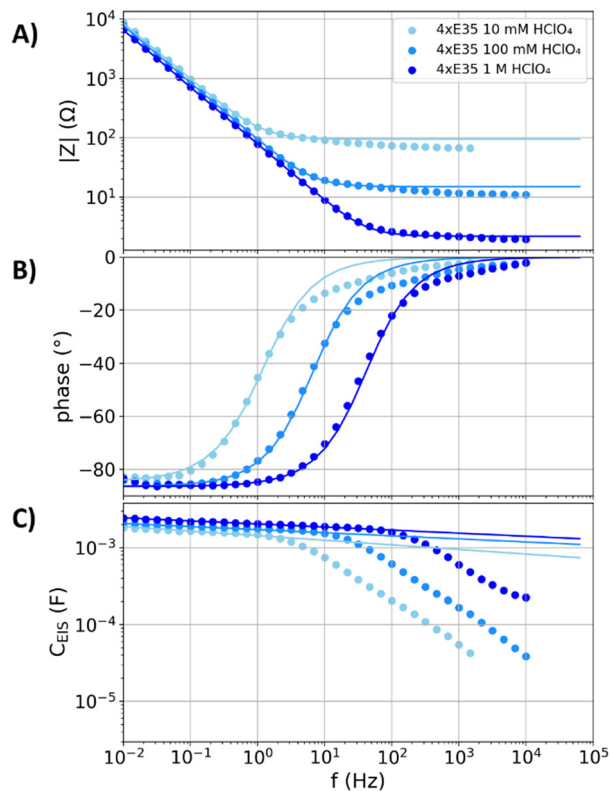 A)
4xE35 10 mM HClO₄
4xE35 100 mM HClO₄
4xE35 1 M HClO₄
10⁴
10³
10²
10¹
|Z| (Ω)
B)
0
−20
−40
−60
−80
phase (°)
C)
10⁻³
10⁻⁴
10⁻⁵
C_EIS (F)
10⁻² 10⁻¹ 10⁰ 10¹ 10² 10³ 10⁴ 10⁵
f (Hz)